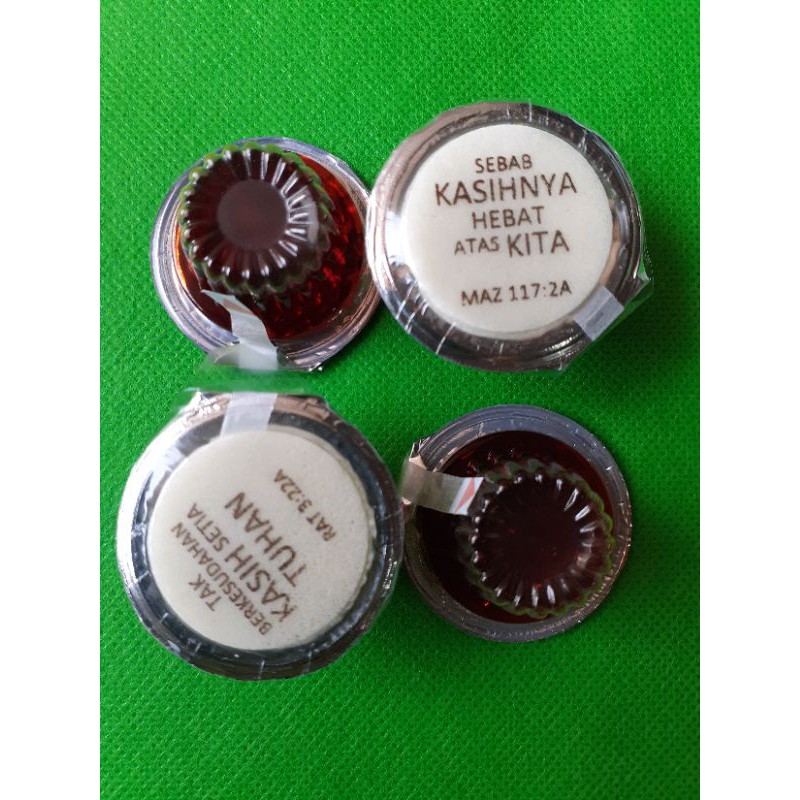 SEBAB
KASIHNYA
HEBAT
ATAS KITA
MAZ 117:2A
TAK
BERKESUDAHAN
KASIH SETIA
TUHAN
RAT 3:22A